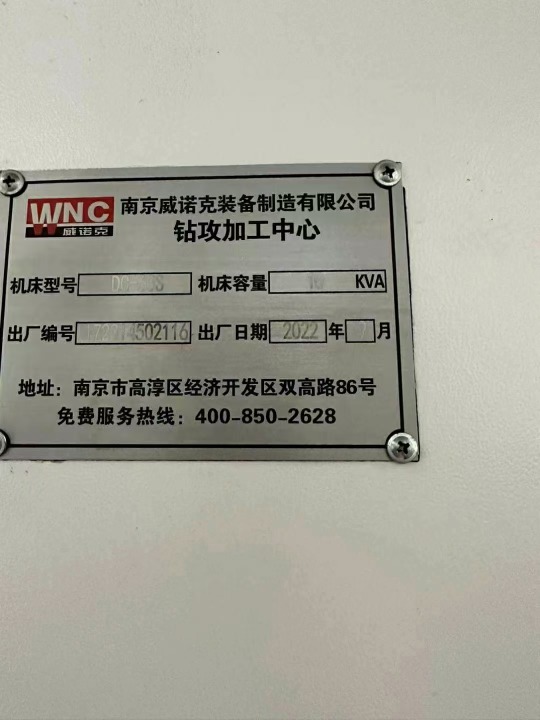 WNC 威诺克 南京威诺克装备制造有限公司
钻攻加工中心
机床型号 机床容量 KVA
出厂编号 出厂日期 2022 年 月
地址：南京市高淳区经济开发区双高路86号
免费服务热线：400-850-2628